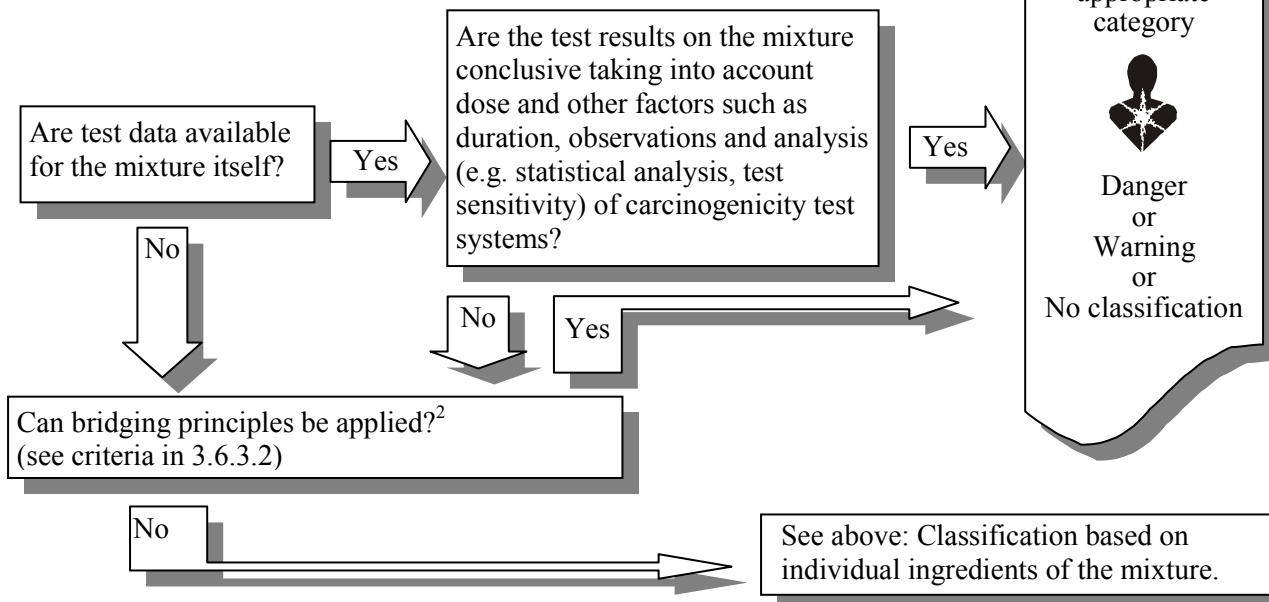 Are test data available
for the mixture itself?
Yes
Are the test results on the mixture
conclusive taking into account
dose and other factors such as
duration, observations and analysis
(e.g. statistical analysis, test
sensitivity) of carcinogenicity test
systems?
Yes
appropriate
category
Danger
or
Warning
or
No classification
No
No
Yes
Can bridging principles be applied?²
(see criteria in 3.6.3.2)
No
See above: Classification based on
individual ingredients of the mixture.